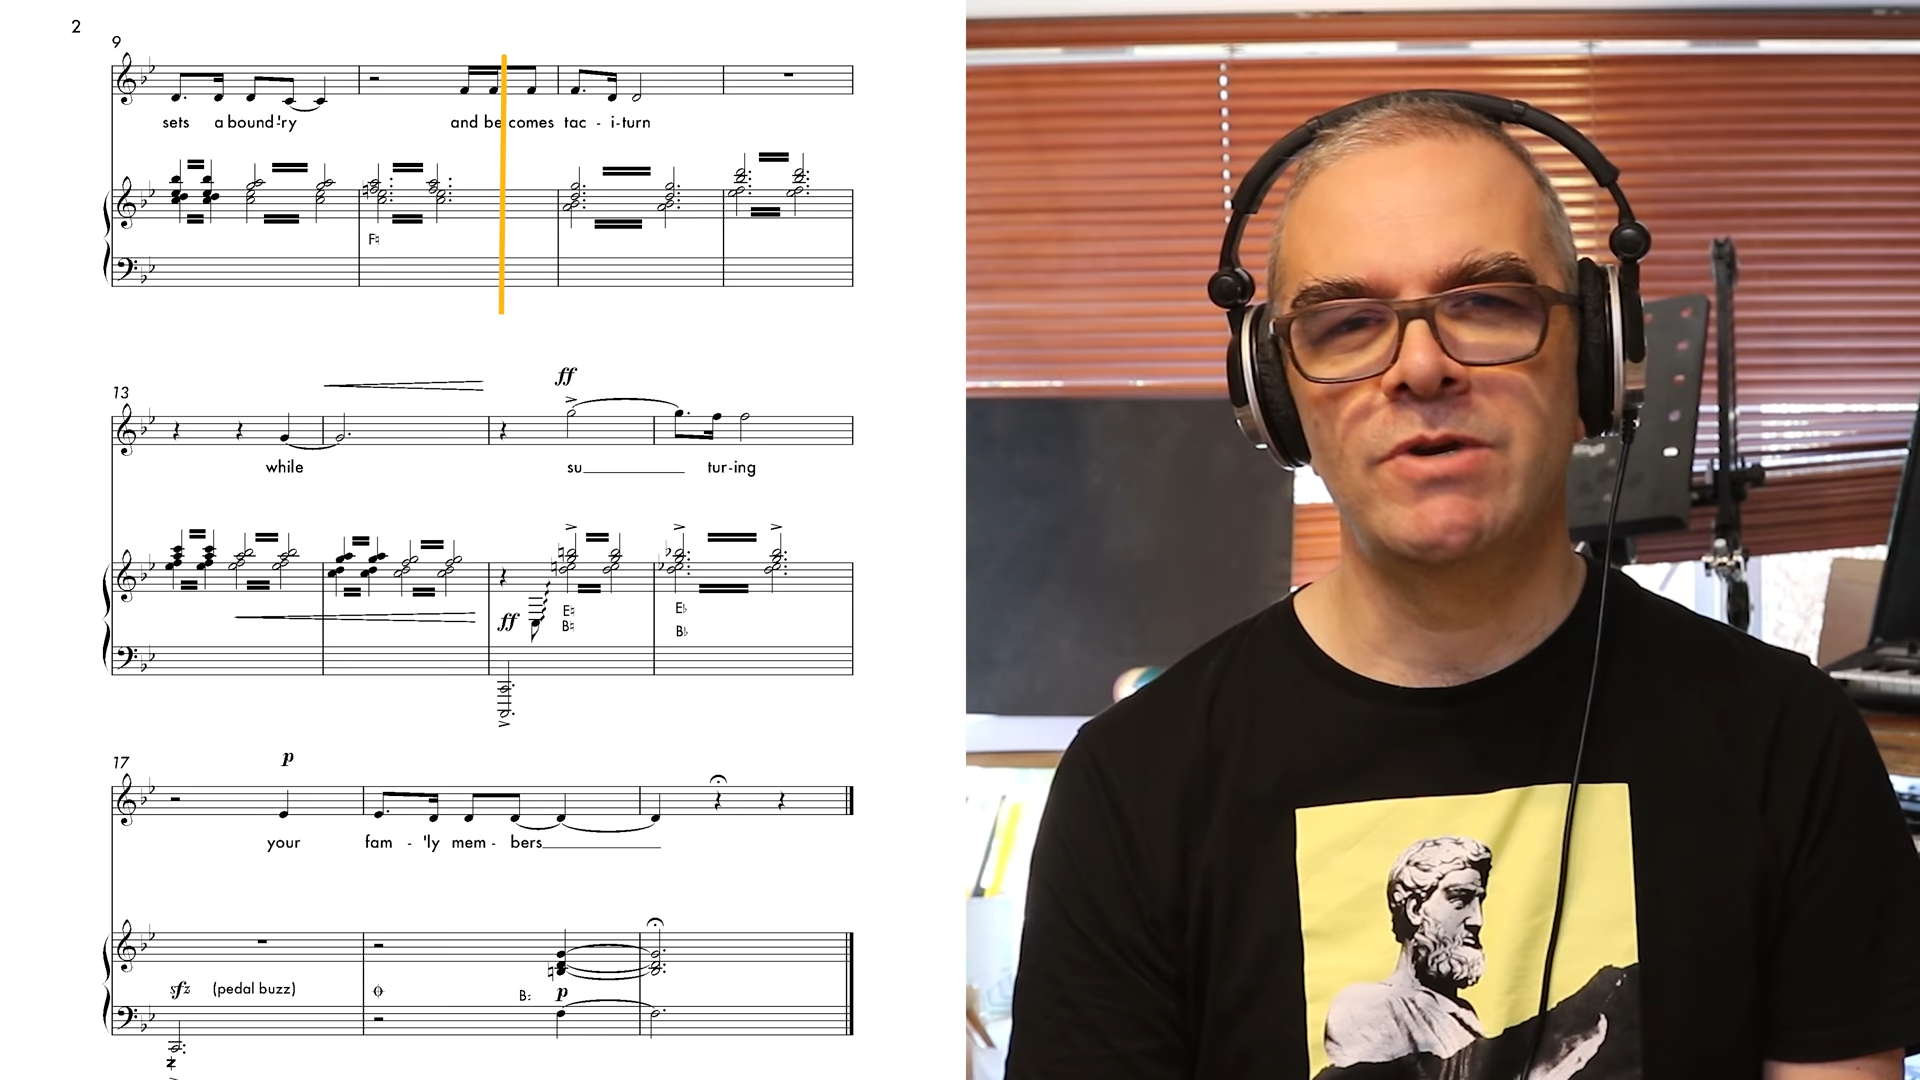 2
9
sets a bound-'ry and be comes tac - i-turn
F♮
13
ff
while su tur-ing
ff E♮ E♭
B♮ B♭
17
p
your fam - 'ly mem - bers
sfz (pedal buzz) B♮ p